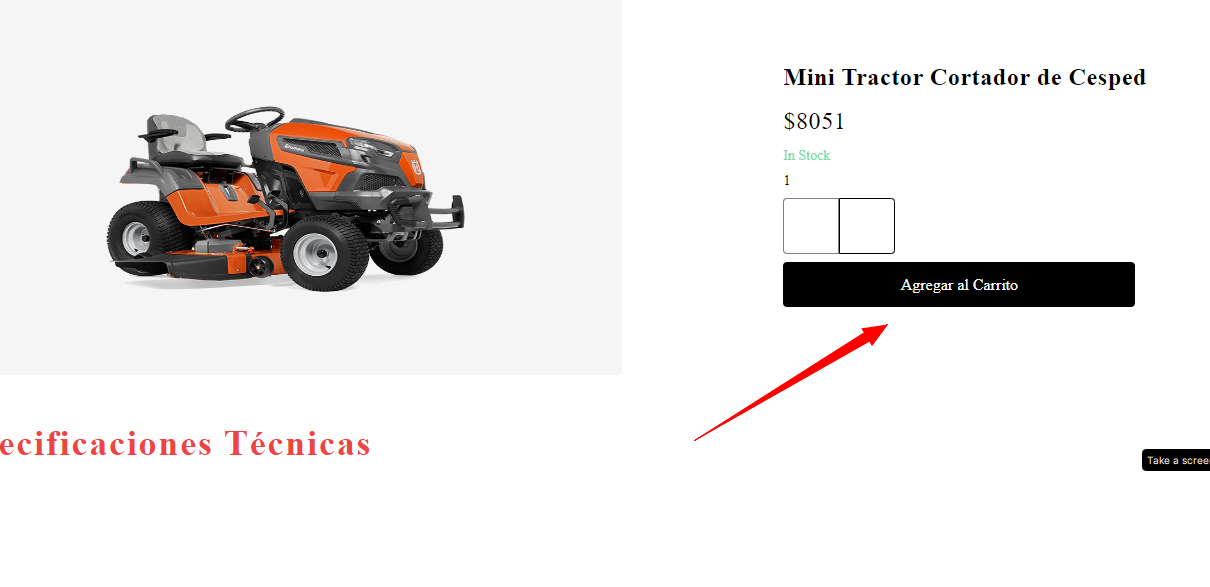 Mini Tractor Cortador de Cesped
$8051
In Stock
1
Agregar al Carrito
ecificaciones Técnicas
Take a scree